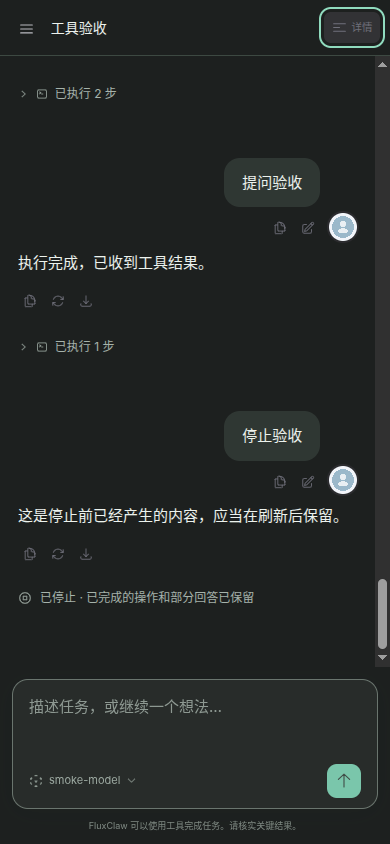 工具验收
详情
已执行 2 步
提问验收
执行完成，已收到工具结果。
已执行 1 步
停止验收
这是停止前已经产生的内容，应当在刷新后保留。
已停止 · 已完成的操作和部分回答已保留
描述任务，或继续一个想法...
smoke-model
FluxClaw 可以使用工具完成任务。请核实关键结果。